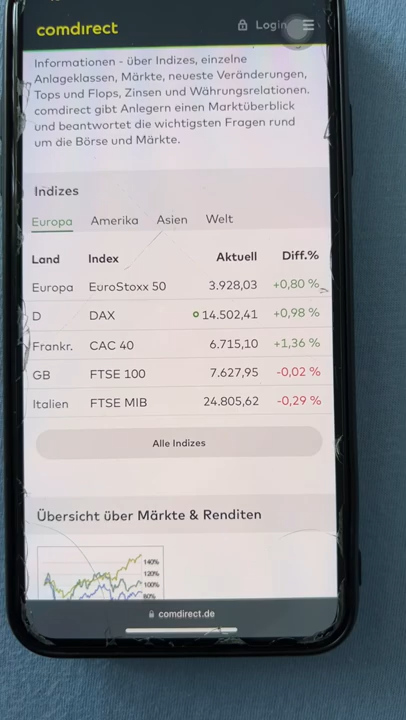 comdirect
Login
Informationen - über Indizes, einzelne
Anlageklassen, Märkte, neueste Veränderungen,
Tops und Flops, Zinsen und Währungsrelationen.
comdirect gibt Anlegern einen Marktüberblick
und beantwortet die wichtigsten Fragen rund
um die Börse und Märkte.
Indizes
Europa Amerika Asien Welt
Land Index Aktuell Diff.%
Europa EuroStoxx 50 3.928,03 +0,80 %
D DAX 14.502,41 +0,98 %
Frankr. CAC 40 6.715,10 +1,36 %
GB FTSE 100 7.627,95 -0,02 %
Italien FTSE MIB 24.805,62 -0,29 %
Alle Indizes
Übersicht über Märkte & Renditen
140%
120%
100%
80%
comdirect.de